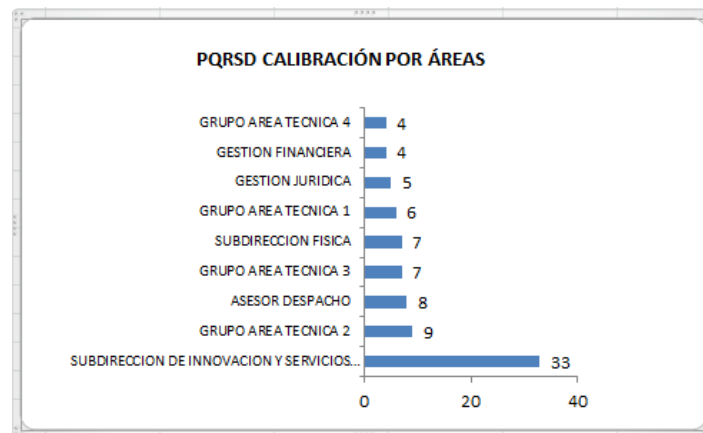 PQRSD CALIBRACIÓN POR ÁREAS
GRUPO AREA TECNICA 4 4
GESTION FINANCIERA 4
GESTION JURIDICA 5
GRUPO AREA TECNICA 1 6
SUBDIRECCION FISICA 7
GRUPO AREA TECNICA 3 7
ASESOR DESPACHO 8
GRUPO AREA TECNICA 2 9
SUBDIRECCION DE INNOVACION Y SERVICIOS... 33
0 20 40